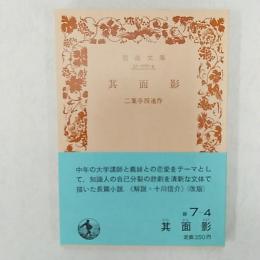 岩波文庫
其面影
二葉亭四迷作
中年の大学講師と義妹との恋愛をテーマとし
て、知識人の自己分裂の悲劇を清新な文体で
描いた長篇小説。〈解説=十川信介〉〈改版〉
緑 7-4
其面影
定価350円